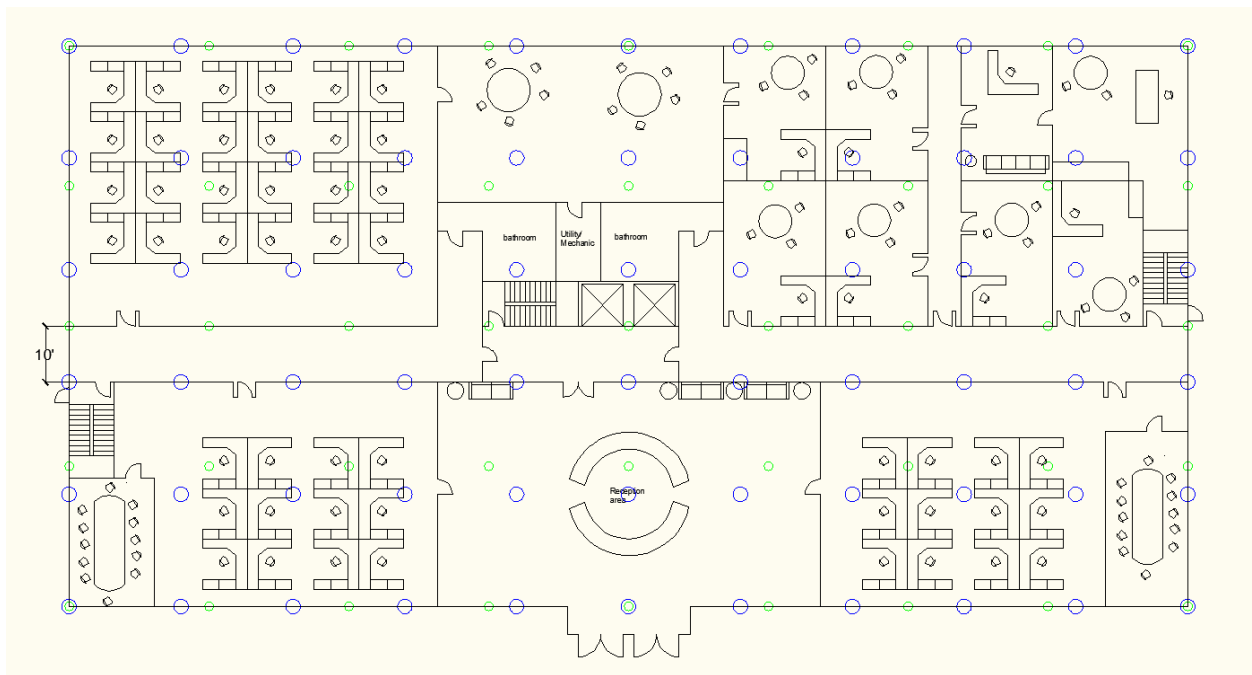 bathroom
Utility/
Mechanic
bathroom
10'
Reception
area